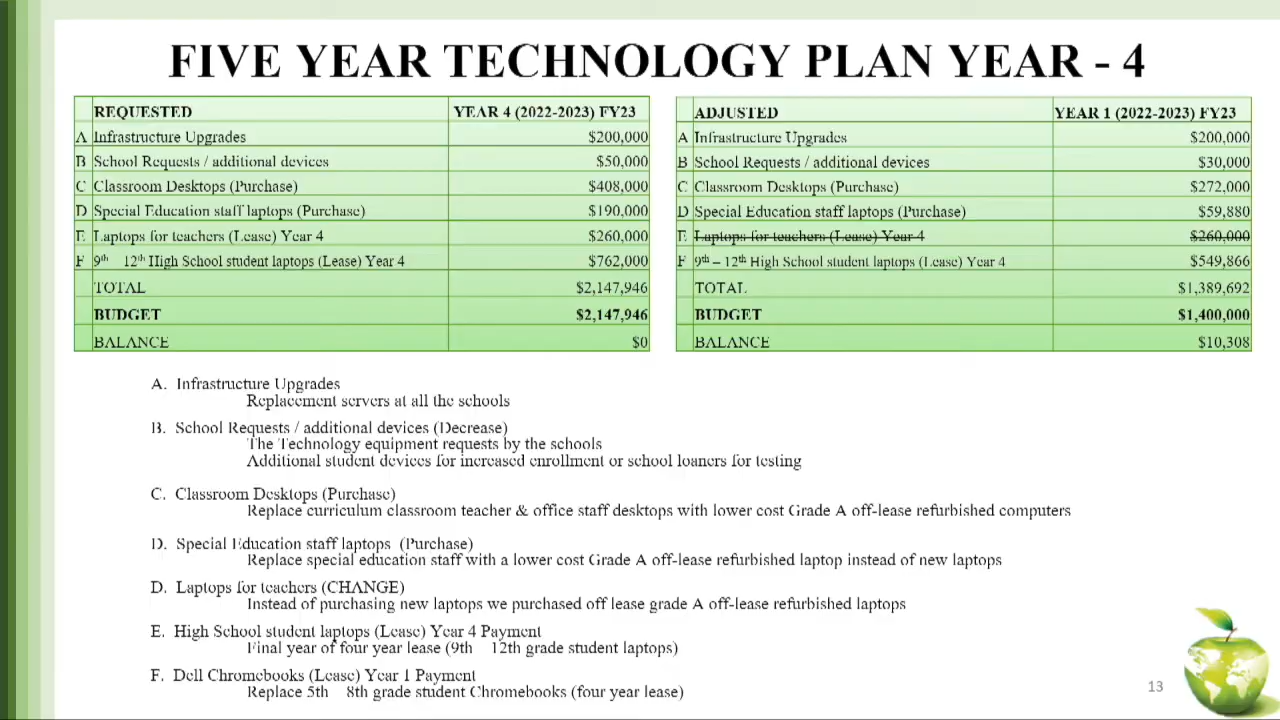 FIVE YEAR TECHNOLOGY PLAN YEAR - 4
REQUESTED YEAR 4 (2022-2023) FY23
A Infrastructure Upgrades $200,000
B School Requests / additional devices $50,000
C Classroom Desktops (Purchase) $408,000
D Special Education staff laptops (Purchase) $190,000
E Laptops for teachers (Lease) Year 4 $260,000
F 9th – 12th High School student laptops (Lease) Year 4 $762,000
TOTAL $2,147,946
BUDGET $2,147,946
BALANCE $0
ADJUSTED YEAR 1 (2022-2023) FY23
A Infrastructure Upgrades $200,000
B School Requests / additional devices $30,000
C Classroom Desktops (Purchase) $272,000
D Special Education staff laptops (Purchase) $59,880
E Laptops for teachers (Lease) Year 4 $260,000
F 9th – 12th High School student laptops (Lease) Year 4 $549,866
TOTAL $1,389,692
BUDGET $1,400,000
BALANCE $10,308
A. Infrastructure Upgrades
Replacement servers at all the schools
B. School Requests / additional devices (Decrease)
The Technology equipment requests by the schools
Additional student devices for increased enrollment or school loaners for testing
C. Classroom Desktops (Purchase)
Replace curriculum classroom teacher & office staff desktops with lower cost Grade A off-lease refurbished computers
D. Special Education staff laptops (Purchase)
Replace special education staff with a lower cost Grade A off-lease refurbished laptop instead of new laptops
D. Laptops for teachers (CHANGE)
Instead of purchasing new laptops we purchased off lease grade A off-lease refurbished laptops
E. High School student laptops (Lease) Year 4 Payment
Final year of four year lease (9th – 12th grade student laptops)
F. Dell Chromebooks (Lease) Year 1 Payment
Replace 5th – 8th grade student Chromebooks (four year lease)
13